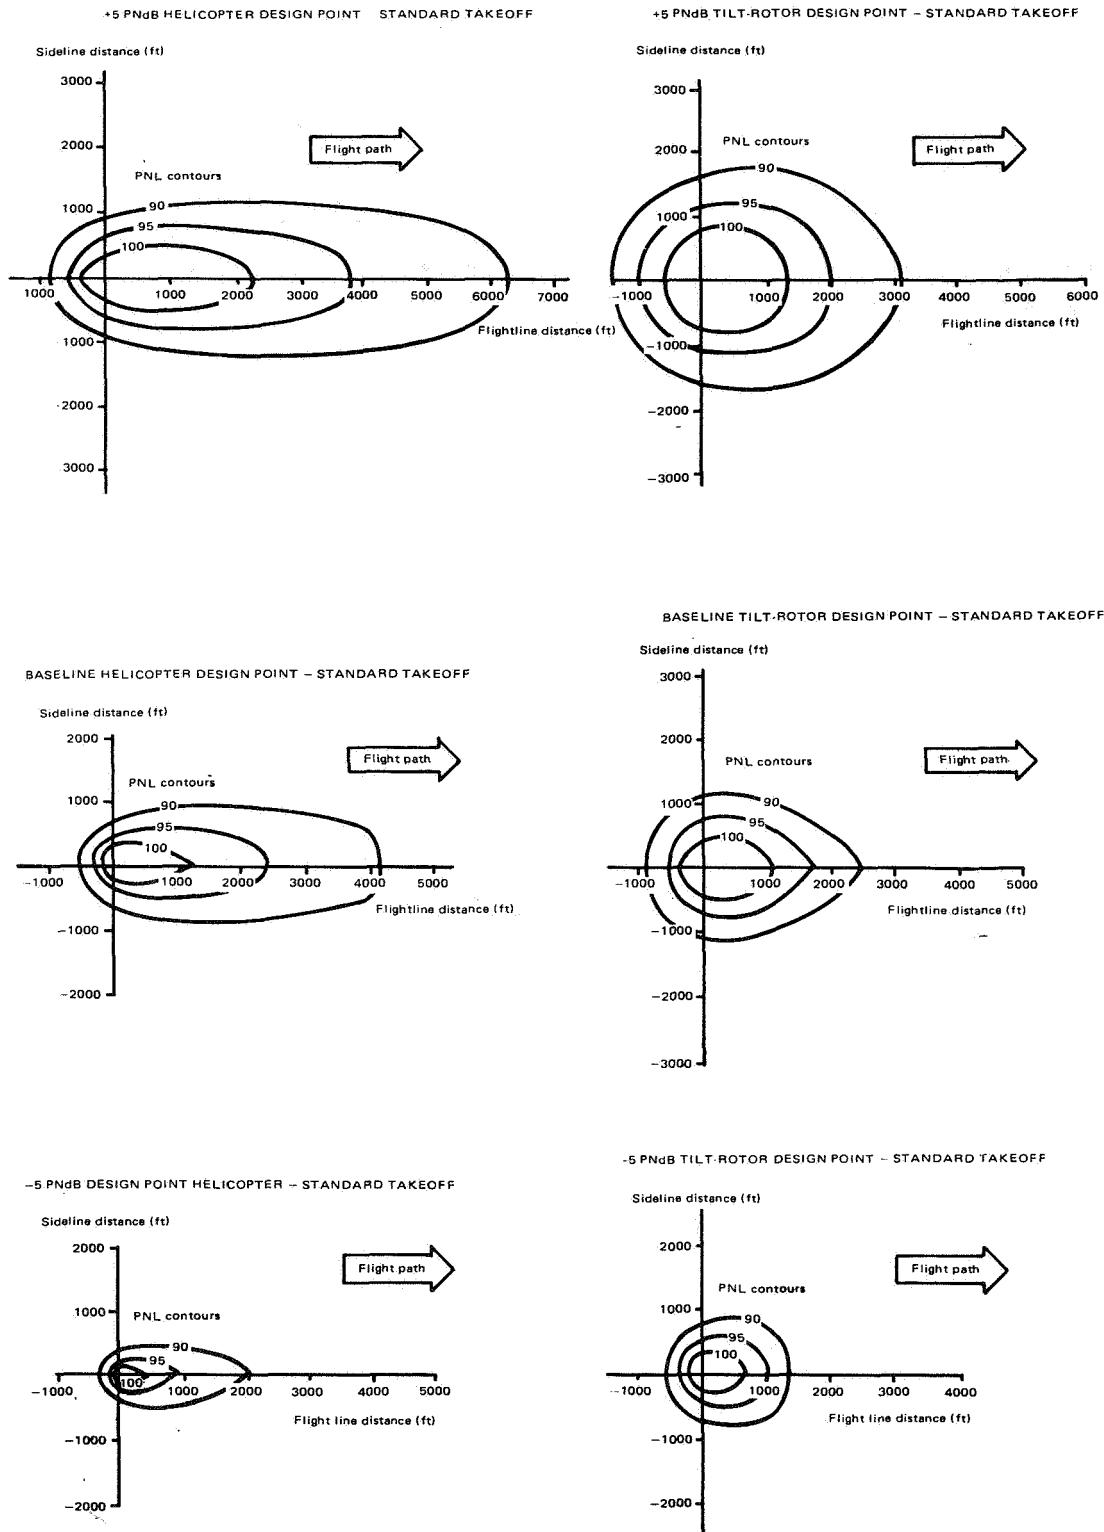 +5 PNdB HELICOPTER DESIGN POINT STANDARD TAKEOFF
Sideline distance (ft)
3000
2000
Flight path
PNL contours
90
1000
95
100
1000
1000
2000
3000
4000
5000
6000
7000
Flightline distance (ft)
1000
-2000
3000
+5 PNdB TILT-ROTOR DESIGN POINT – STANDARD TAKEOFF
Sideline distance (ft)
3000
2000
PNL contours
Flight path
90
95
1000
100
-1000
1000
2000
3000
4000
5000
6000
Flightline distance (ft)
-1000
-2000
-3000
BASELINE HELICOPTER DESIGN POINT – STANDARD TAKEOFF
Sideline distance (ft)
2000
Flight path
PNL contours
1000
90
95
100
-1000
1000
2000
3000
4000
5000
Flightline distance (ft)
-1000
-2000
BASELINE TILT-ROTOR DESIGN POINT – STANDARD TAKEOFF
Sideline distance (ft)
3000
2000
PNL contours
Flight path
1000
90
95
100
-1000
1000
2000
3000
4000
5000
Flightline distance (ft)
-1000
-2000
-3000
-5 PNdB DESIGN POINT HELICOPTER – STANDARD TAKEOFF
Sideline distance (ft)
2000
Flight path
1000
PNL contours
90
95
100
-1000
1000
2000
3000
4000
5000
Flight line distance (ft)
-1000
-2000
-5 PNdB TILT-ROTOR DESIGN POINT – STANDARD TAKEOFF
Sideline distance (ft)
2000
Flight path
PNL contours
1000
90
95
100
-1000
1000
2000
3000
4000
Flight line distance (ft)
-1000
-2000